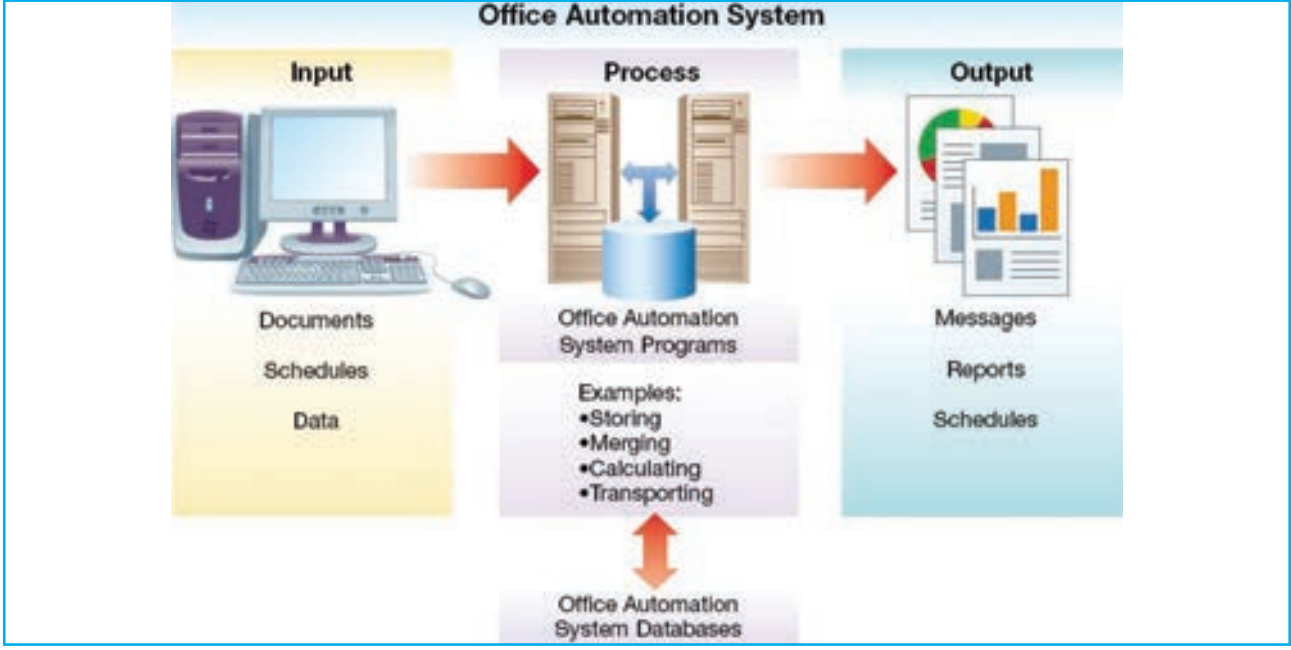 Office Automation System
Input
Documents
Schedules
Data
Process
Office Automation
System Programs
Examples:
•Storing
•Merging
•Calculating
•Transporting
Office Automation
System Databases
Output
Messages
Reports
Schedules